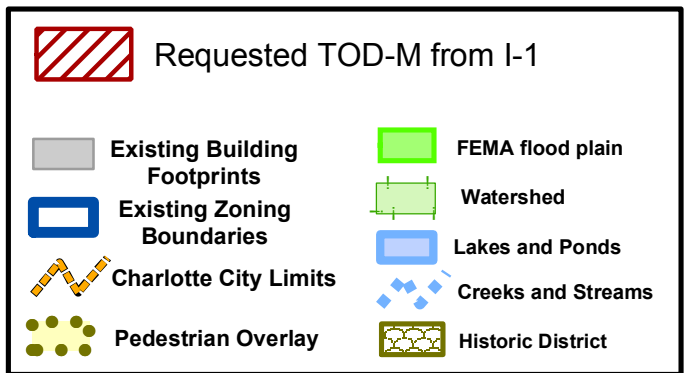 Requested TOD-M from I-1
Existing Building
Footprints
Existing Zoning
Boundaries
Charlotte City Limits
Pedestrian Overlay
FEMA flood plain
Watershed
Lakes and Ponds
Creeks and Streams
Historic District